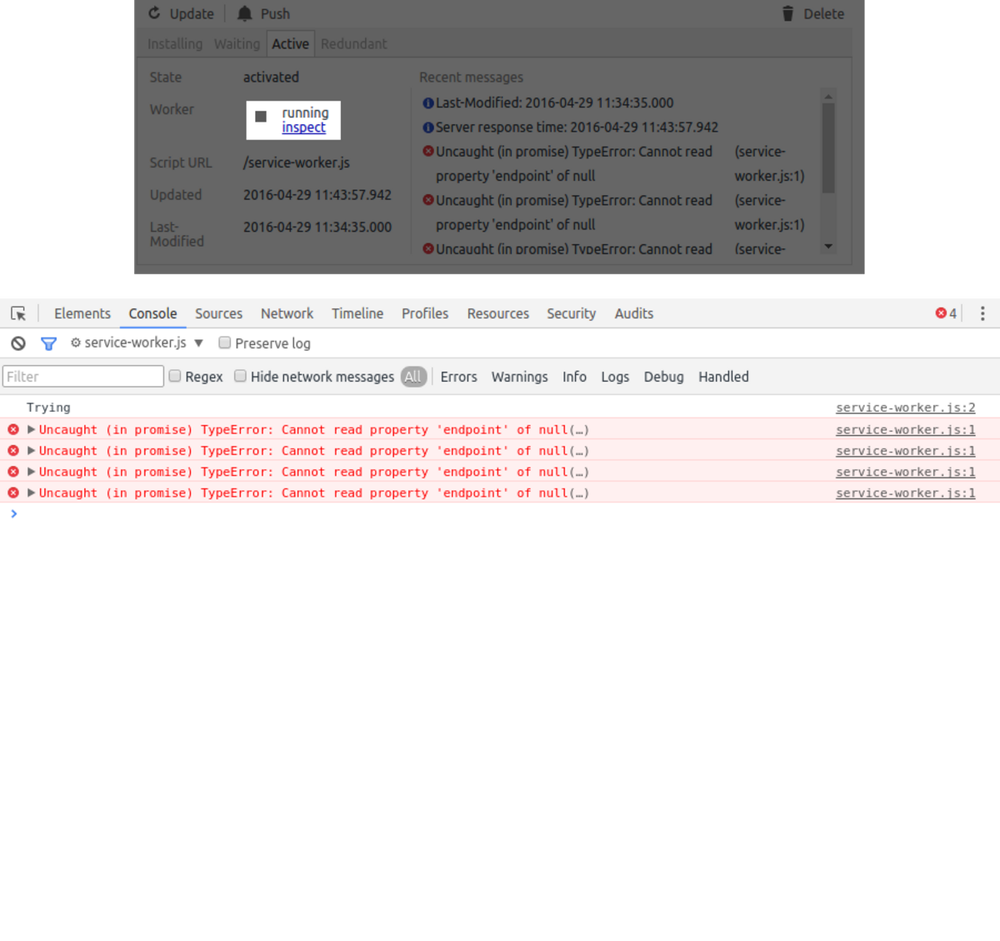 Update Push Delete
Installing Waiting Active Redundant
State activated
Recent messages
Worker running
inspect
Script URL /service-worker.js
Updated 2016-04-29 11:43:57.942
Last-
Modified 2016-04-29 11:34:35.000
Last-Modified: 2016-04-29 11:34:35.000
Server response time: 2016-04-29 11:43:57.942
Uncaught (in promise) TypeError: Cannot read (service-
property 'endpoint' of null worker.js:1)
Uncaught (in promise) TypeError: Cannot read (service-
property 'endpoint' of null worker.js:1)
Uncaught (in promise) TypeError: Cannot read (service-
Elements Console Sources Network Timeline Profiles Resources Security Audits 4
service-worker.js Preserve log
Filter Regex Hide network messages All Errors Warnings Info Logs Debug Handled
Trying service-worker.js:2
Uncaught (in promise) TypeError: Cannot read property 'endpoint' of null(…) service-worker.js:1
Uncaught (in promise) TypeError: Cannot read property 'endpoint' of null(…) service-worker.js:1
Uncaught (in promise) TypeError: Cannot read property 'endpoint' of null(…) service-worker.js:1
Uncaught (in promise) TypeError: Cannot read property 'endpoint' of null(…) service-worker.js:1